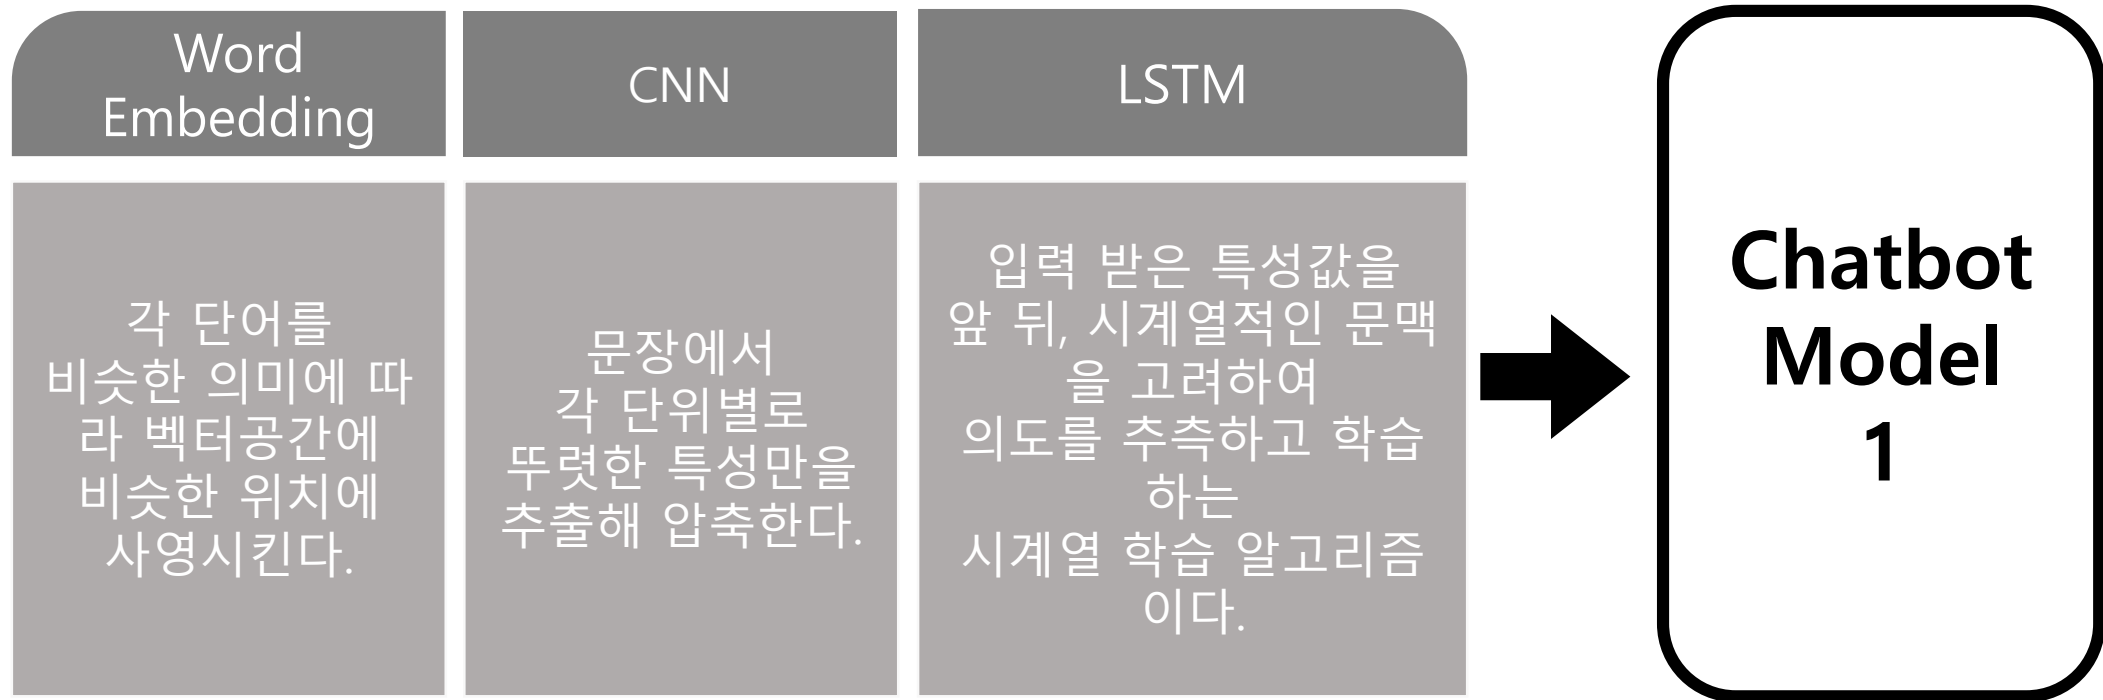 Word
Embedding
CNN
LSTM
각 단어를
비슷한 의미에 따
라 벡터공간에
비슷한 위치에
사영시킨다.
문장에서
각 단위별로
뚜렷한 특성만을
추출해 압축한다.
입력 받은 특성값을
앞 뒤, 시계열적인 문맥
을 고려하여
의도를 추측하고 학습
하는
시계열 학습 알고리즘
이다.
Chatbot
Model
1